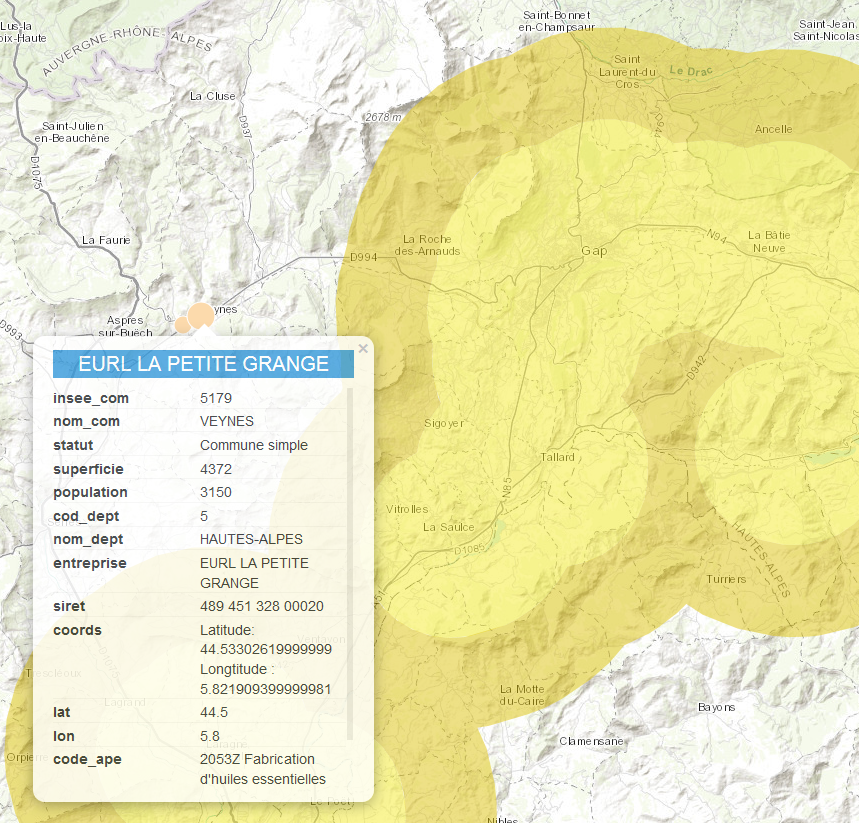 Saint-Bonnet
en-Champsaur
Lus-la
oix-Haute
Saint-Jean
Saint-Nicolas
AUVERGNE-RHÔNE-ALPES
Saint
Laurent-du
Cros
Le Drac
La Cluse
2678 m
D937
D944
Ancelle
Saint-Julien
en-Beauchêne
D1075
La Faurie
La Roche
des-Arnauds
D994
Gap
N94
La Bâtie
Neuve
ynes
Aspres
sur-Buëch
D993
D942
EURL LA PETITE GRANGE
×
insee_com 5179
nom_com VEYNES
statut Commune simple
superficie 4372
population 3150
cod_dept 5
nom_dept HAUTES-ALPES
entreprise EURL LA PETITE
GRANGE
siret 489 451 328 00020
coords Latitude:
44.53302619999999
Longtitude :
5.821909399999981
lat 44.5
lon 5.8
code_ape 2053Z Fabrication
d'huiles essentielles
Sigoyer
Tallard
N85
Vitrolles
La Saulce
D1085
HAUTES-ALPES
A51
Turriers
Ventavon
Trescléoux
Lagrand
Laragne
Orpierre
Le Poët
La Motte
du-Caire
Bayons
Clamensane
Nibles